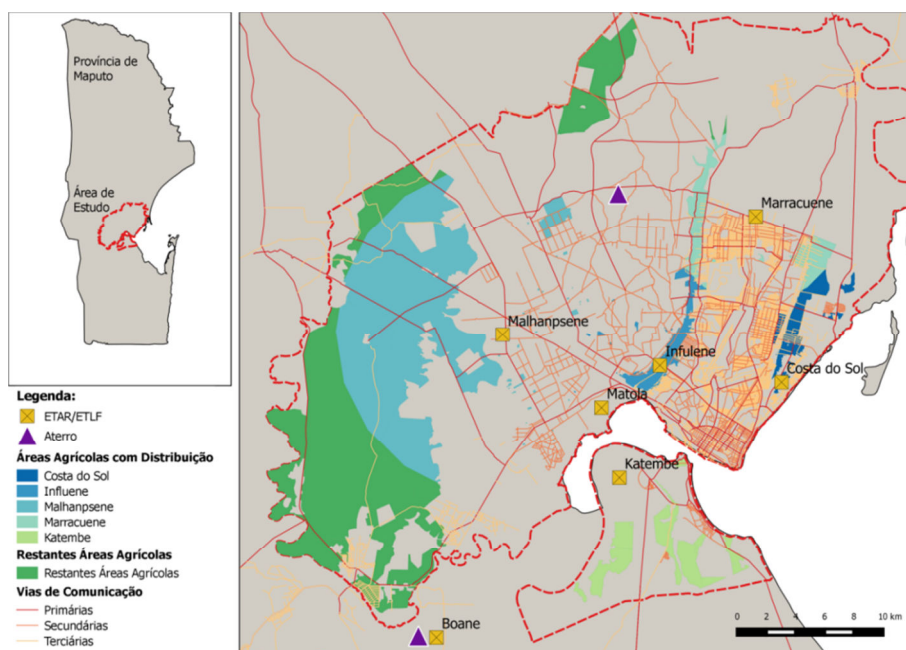 Província de
Maputo
Área de
Estudo
Legenda:
ETAR/ETLF
Aterro
Áreas Agrícolas com Distribuição
Costa do Sol
Influene
Malhanpsene
Marracuene
Katembe
Restantes Áreas Agrícolas
Restantes Áreas Agrícolas
Vias de Comunicação
Primárias
Secundárias
Terciárias
Marracuene
Malhanpsene
Infulene
Costa do Sol
Matola
Katembe
Boane
0 2 4 6 8 10 km